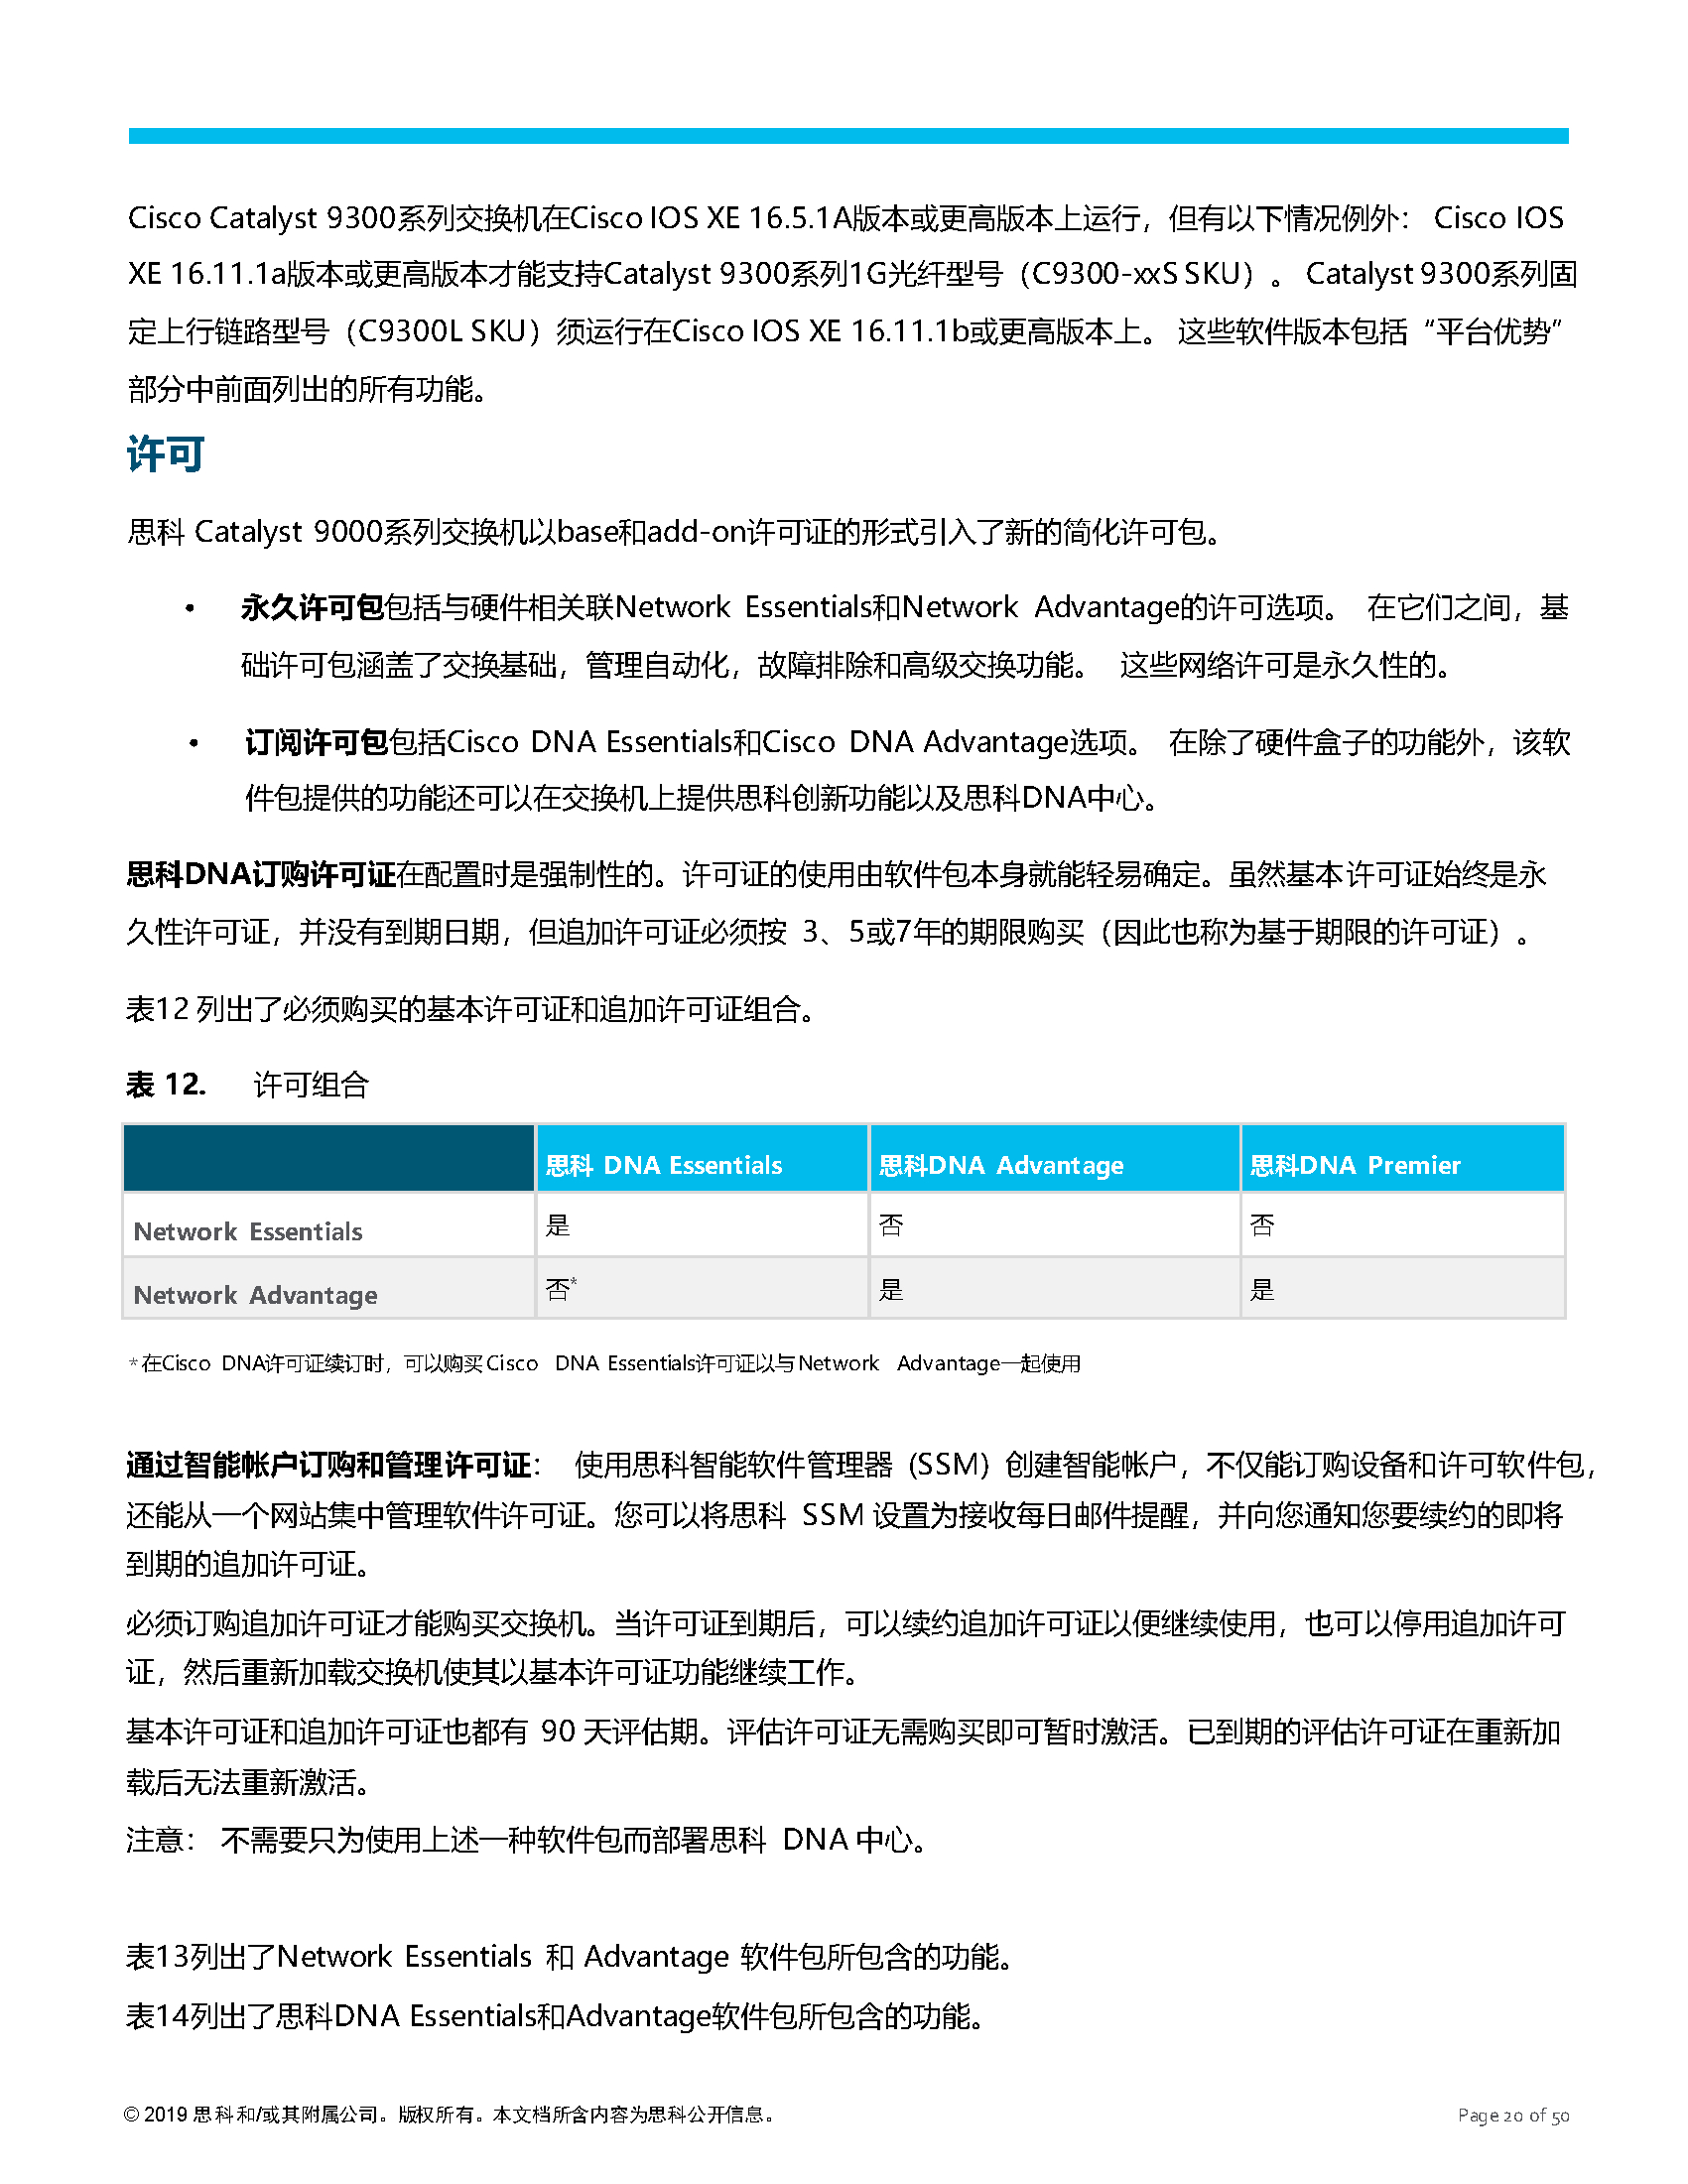 Cisco Catalyst 9300系列交换机在Cisco IOS XE 16.5.1A版本或更高版本上运行，但有以下情况例外： Cisco IOS
XE 16.11.1a版本或更高版本才能支持Catalyst 9300系列1G光纤型号（C9300-xxS SKU）。 Catalyst 9300系列固
定上行链路型号（C9300L SKU）须运行在Cisco IOS XE 16.11.1b或更高版本上。 这些软件版本包括“平台优势”
部分中前面列出的所有功能。
许可
思科 Catalyst 9000系列交换机以base和add-on许可证的形式引入了新的简化许可包。
• 永久许可包包括与硬件相关联Network Essentials和Network Advantage的许可选项。 在它们之间，基
础许可包涵盖了交换基础，管理自动化，故障排除和高级交换功能。 这些网络许可是永久性的。
• 订阅许可包包括Cisco DNA Essentials和Cisco DNA Advantage选项。 在除了硬件盒子的功能外，该软
件包提供的功能还可以在交换机上提供思科创新功能以及思科DNA中心。
思科DNA订购许可证在配置时是强制性的。许可证的使用由软件包本身就能轻易确定。虽然基本许可证始终是永
久性许可证，并没有到期日期，但追加许可证必须按 3、5或7年的期限购买（因此也称为基于期限的许可证）。
表12 列出了必须购买的基本许可证和追加许可证组合。
表 12. 许可组合
思科 DNA Essentials 思科DNA Advantage 思科DNA Premier
Network Essentials 是 否 否
Network Advantage 否* 是 是
*在Cisco DNA许可证续订时，可以购买Cisco DNA Essentials许可证以与Network Advantage一起使用
通过智能帐户订购和管理许可证： 使用思科智能软件管理器 (SSM) 创建智能帐户，不仅能订购设备和许可软件包，
还能从一个网站集中管理软件许可证。您可以将思科 SSM 设置为接收每日邮件提醒，并向您通知您要续约的即将
到期的追加许可证。
必须订购追加许可证才能购买交换机。当许可证到期后，可以续约追加许可证以便继续使用，也可以停用追加许可
证，然后重新加载交换机使其以基本许可证功能继续工作。
基本许可证和追加许可证也都有 90 天评估期。评估许可证无需购买即可暂时激活。已到期的评估许可证在重新加
载后无法重新激活。
注意： 不需要只为使用上述一种软件包而部署思科 DNA 中心。
表13列出了Network Essentials 和 Advantage 软件包所包含的功能。
表14列出了思科DNA Essentials和Advantage软件包所包含的功能。
© 2019 思科和/或其附属公司。版权所有。本文档所含内容为思科公开信息。 Page 20 of 50